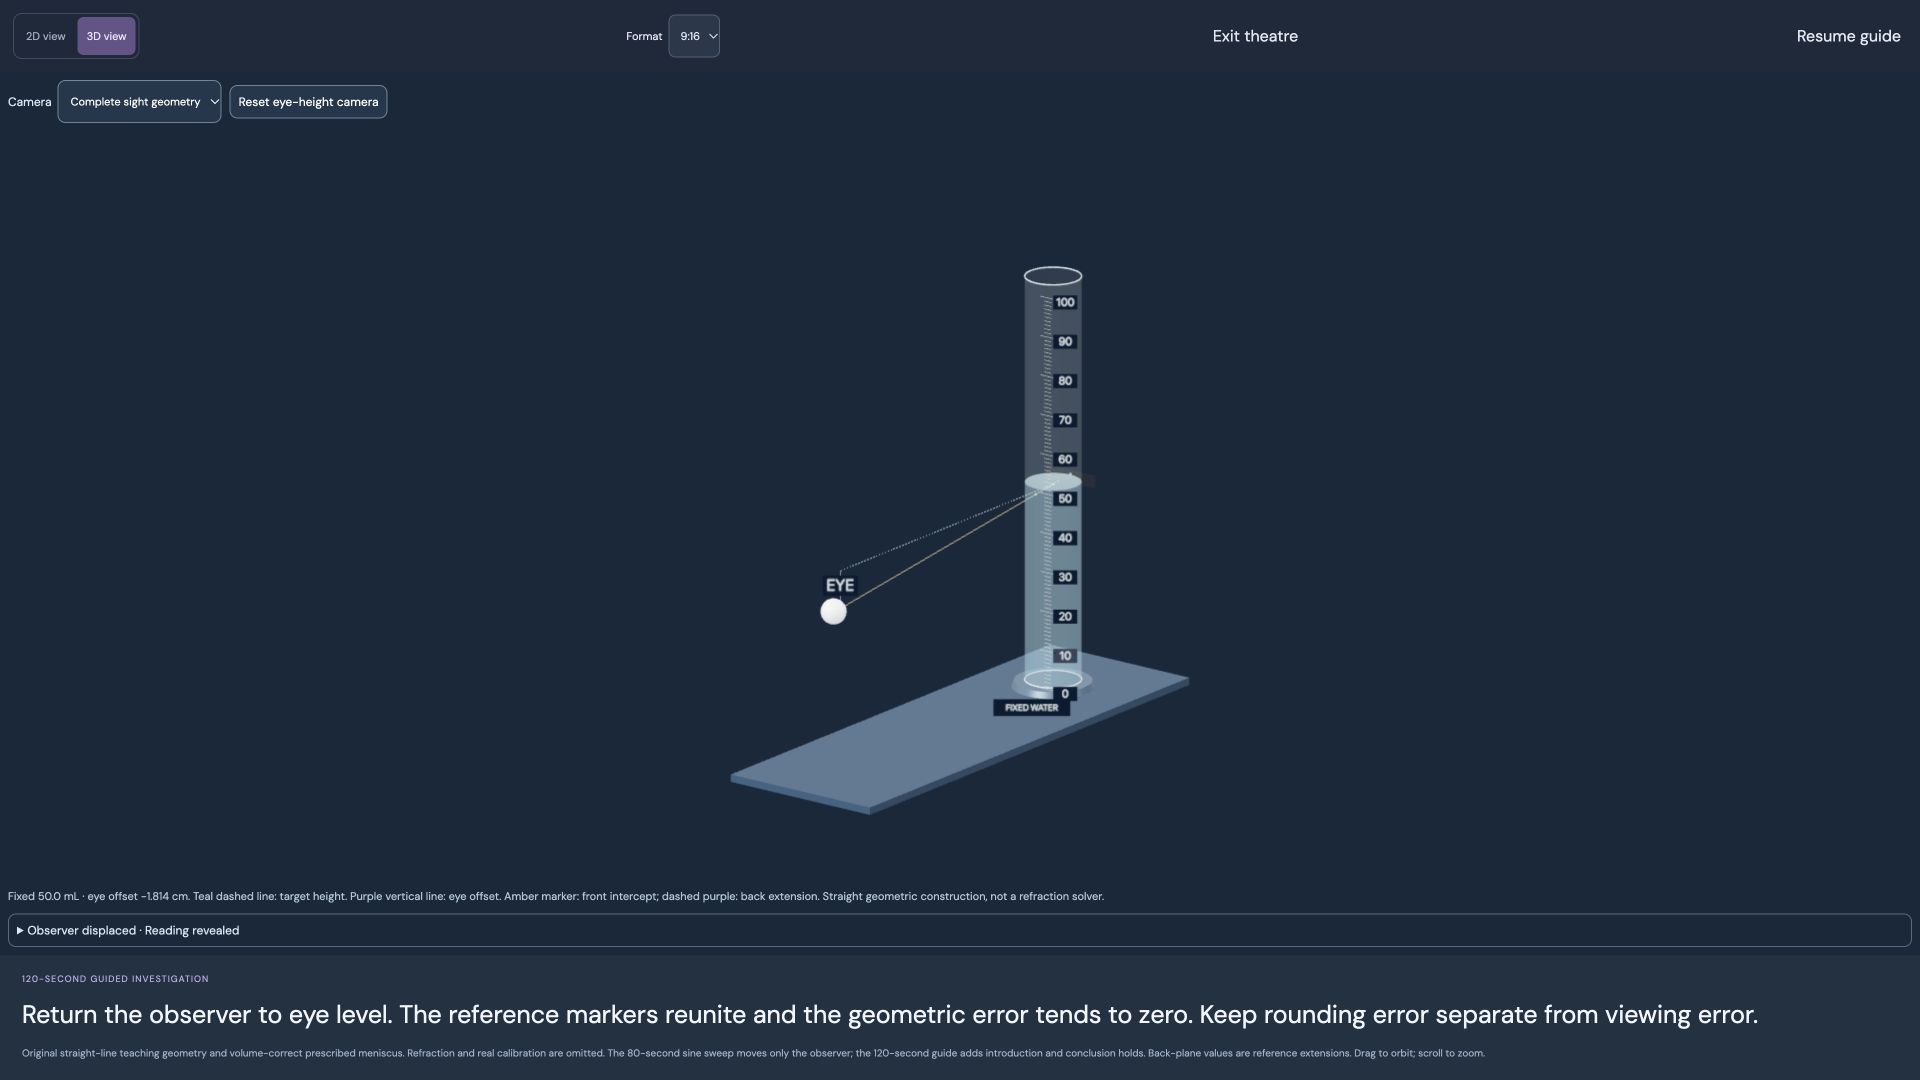 2D view
3D view
Format
9:16
Exit theatre
Resume guide
Camera
Complete sight geometry
Reset eye-height camera
100
90
80
70
60
50
40
30
20
10
0
EYE
FIXED WATER
Fixed 50.0 mL · eye offset -1.814 cm. Teal dashed line: target height. Purple vertical line: eye offset. Amber marker: front intercept; dashed purple: back extension. Straight geometric construction, not a refraction solver.
Observer displaced · Reading revealed
120-SECOND GUIDED INVESTIGATION
Return the observer to eye level. The reference markers reunite and the geometric error tends to zero. Keep rounding error separate from viewing error.
Original straight-line teaching geometry and volume-correct prescribed meniscus. Refraction and real calibration are omitted. The 80-second sine sweep moves only the observer; the 120-second guide adds introduction and conclusion holds. Back-plane values are reference extensions. Drag to orbit; scroll to zoom.